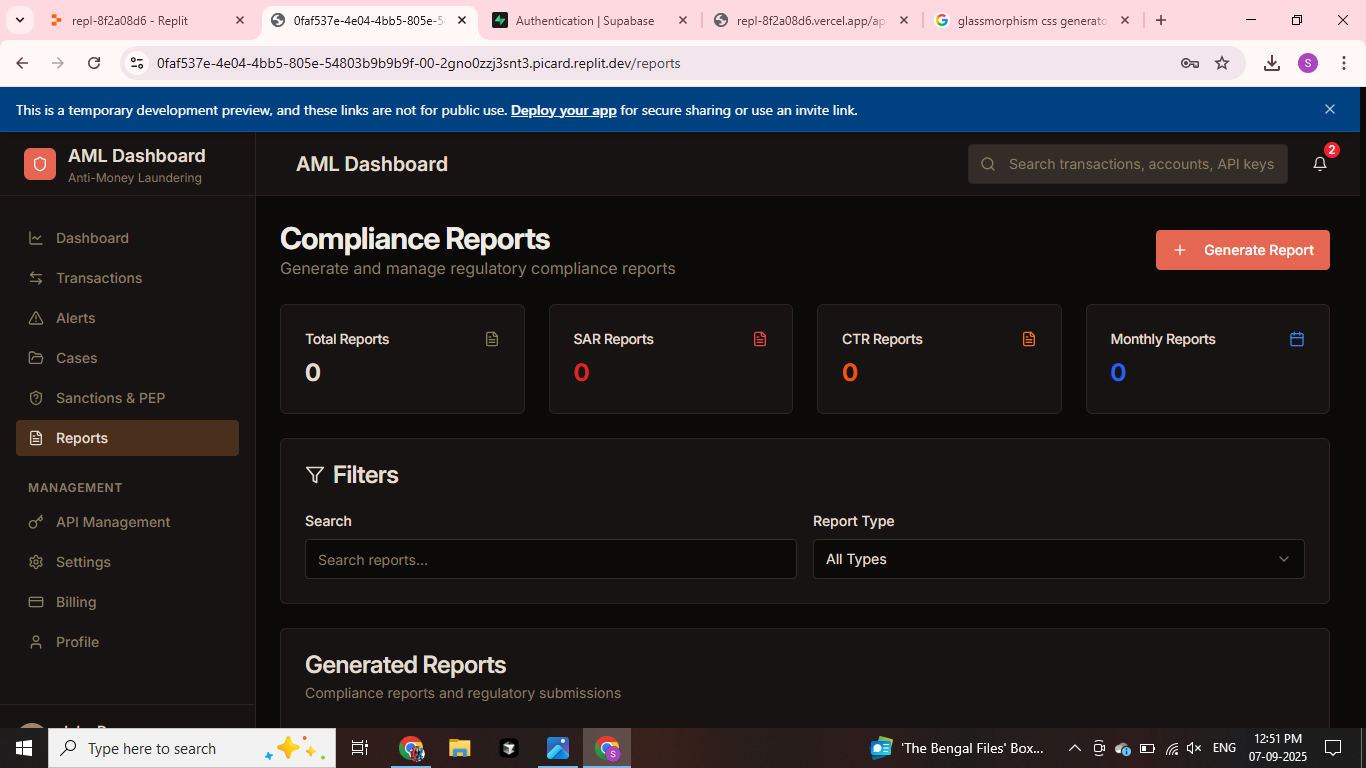 repl-8f2a08d6 - Replit
0faf537e-4e04-4bb5-805e-5
Authentication | Supabase
repl-8f2a08d6.vercel.app/ap
glassmorphism css generato
0faf537e-4e04-4bb5-805e-54803b9b9b9f-00-2gno0zzj3snt3.picard.replit.dev/reports
S
This is a temporary development preview, and these links are not for public use. Deploy your app for secure sharing or use an invite link.
AML Dashboard
Anti-Money Laundering
AML Dashboard
Search transactions, accounts, API keys
2
Dashboard
Transactions
Alerts
Cases
Sanctions & PEP
Reports
MANAGEMENT
API Management
Settings
Billing
Profile
Compliance Reports
Generate and manage regulatory compliance reports
+ Generate Report
Total Reports
0
SAR Reports
0
CTR Reports
0
Monthly Reports
0
Filters
Search
Search reports...
Report Type
All Types
Generated Reports
Compliance reports and regulatory submissions
Type here to search
'The Bengal Files' Box...
ENG
12:51 PM
07-09-2025